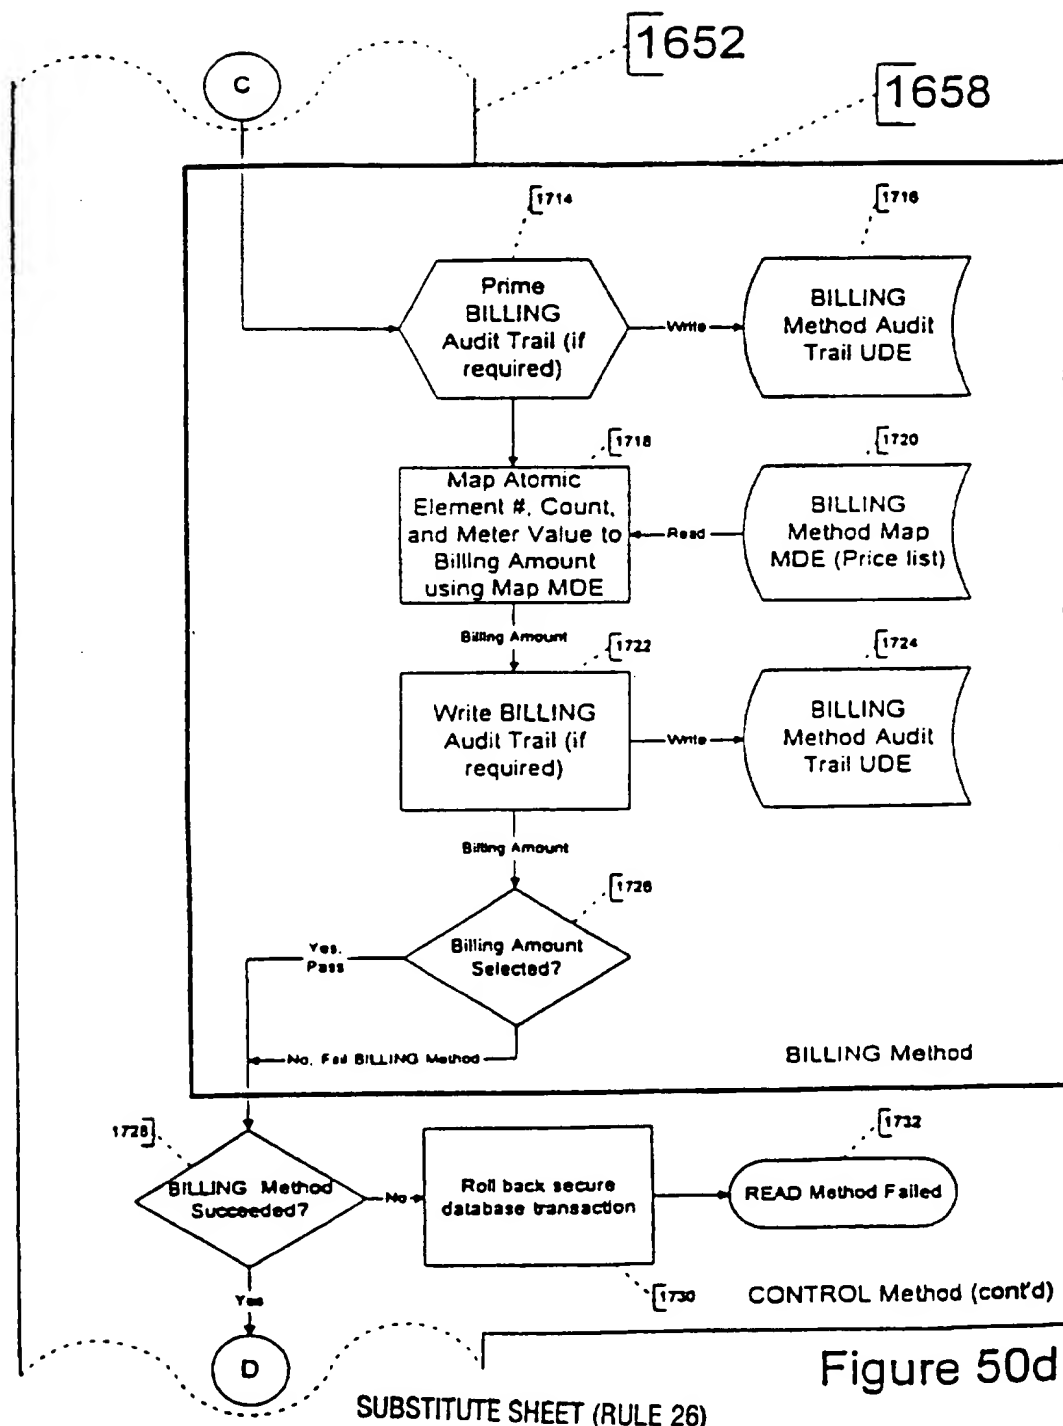 1652
C
1658
1714
1716
Prime
BILLING
Audit Trail (if
required)
Write
BILLING
Method Audit
Trail UDE
1718
1720
Map Atomic
Element #, Count,
and Meter Value to
Billing Amount
using Map MDE
Read
BILLING
Method Map
MDE (Price list)
Billing Amount
1722
1724
Write BILLING
Audit Trail (if
required)
Write
BILLING
Method Audit
Trail UDE
Billing Amount
1726
Yes,
Pass
Billing Amount
Selected?
No, Fail BILLING Method
BILLING Method
1728
1732
BILLING Method
Succeeded?
No
Roll back secure
database transaction
READ Method Failed
Yes
1730
CONTROL Method (cont'd)
D
Figure 50d
SUBSTITUTE SHEET (RULE 26)